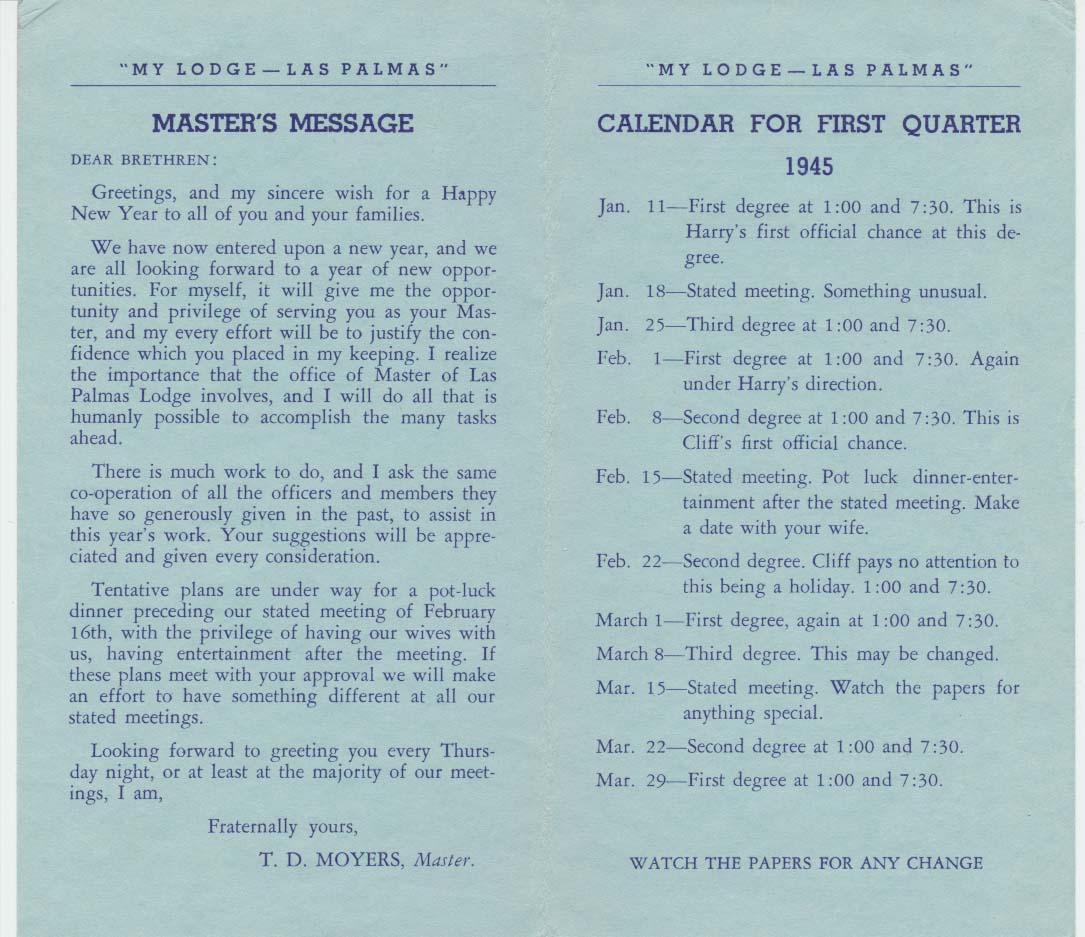 "MY LODGE — LAS PALMAS"
MASTER'S MESSAGE
DEAR BRETHREN:
Greetings, and my sincere wish for a Happy
New Year to all of you and your families.
We have now entered upon a new year, and we
are all looking forward to a year of new oppor-
tunities. For myself, it will give me the oppor-
tunity and privilege of serving you as your Mas-
ter, and my every effort will be to justify the con-
fidence which you placed in my keeping. I realize
the importance that the office of Master of Las
Palmas Lodge involves, and I will do all that is
humanly possible to accomplish the many tasks
ahead.
There is much work to do, and I ask the same
co-operation of all the officers and members they
have so generously given in the past, to assist in
this year's work. Your suggestions will be appre-
ciated and given every consideration.
Tentative plans are under way for a pot-luck
dinner preceding our stated meeting of February
16th, with the privilege of having our wives with
us, having entertainment after the meeting. If
these plans meet with your approval we will make
an effort to have something different at all our
stated meetings.
Looking forward to greeting you every Thurs-
day night, or at least at the majority of our meet-
ings, I am,
Fraternally yours,
T. D. MOYERS, Master.
"MY LODGE — LAS PALMAS"
CALENDAR FOR FIRST QUARTER
1945
Jan. 11—First degree at 1:00 and 7:30. This is
Harry's first official chance at this de-
gree.
Jan. 18—Stated meeting. Something unusual.
Jan. 25—Third degree at 1:00 and 7:30.
Feb. 1—First degree at 1:00 and 7:30. Again
under Harry's direction.
Feb. 8—Second degree at 1:00 and 7:30. This is
Cliff's first official chance.
Feb. 15—Stated meeting. Pot luck dinner-enter-
tainment after the stated meeting. Make
a date with your wife.
Feb. 22—Second degree. Cliff pays no attention to
this being a holiday. 1:00 and 7:30.
March 1—First degree, again at 1:00 and 7:30.
March 8—Third degree. This may be changed.
Mar. 15—Stated meeting. Watch the papers for
anything special.
Mar. 22—Second degree at 1:00 and 7:30.
Mar. 29—First degree at 1:00 and 7:30.
WATCH THE PAPERS FOR ANY CHANGE